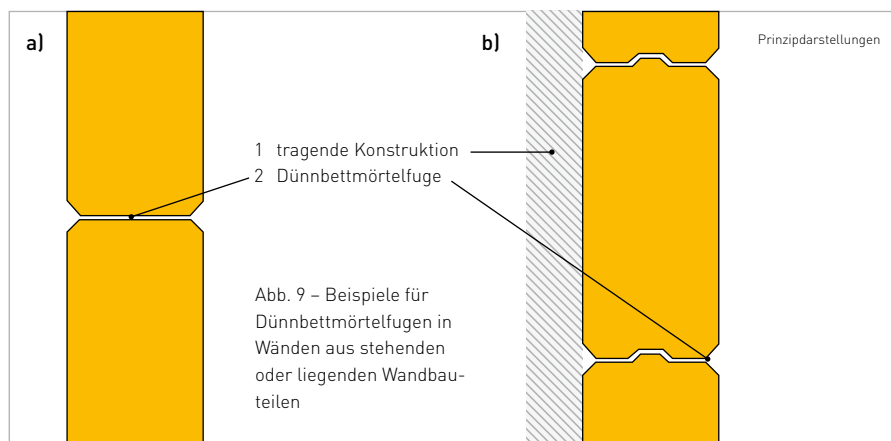 a)
b)
Prinzipdarstellungen
1 tragende Konstruktion
2 Dünnbettmörtelfuge
Abb. 9 – Beispiele für
Dünnbettmörtelfugen in
Wänden aus stehenden
oder liegenden Wandbau-
teilen